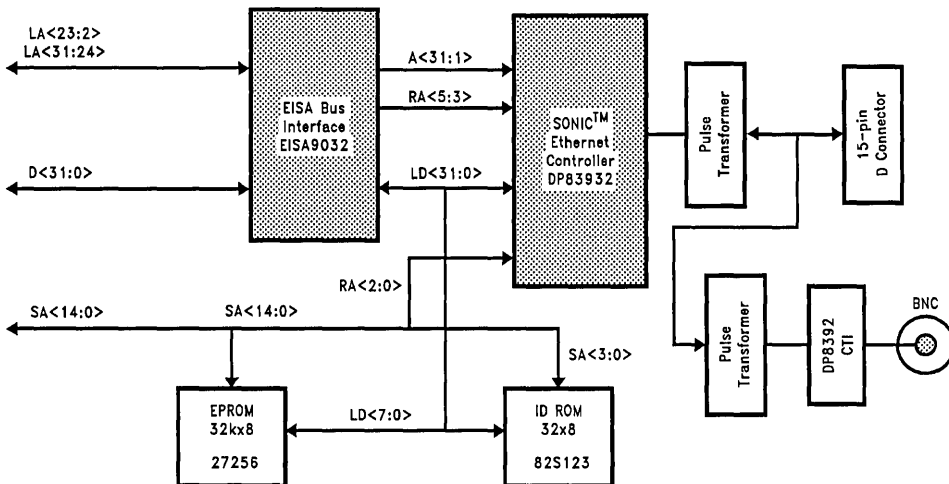 LA<23:2>
LA<31:24>
D<31:0>
EISA Bus
Interface
EISA9032
A<31:1>
RA<5:3>
LD<31:0>
SONIC™
Ethernet
Controller
DP83932
Pulse
Transformer
15-pin
D Connector
RA<2:0>
SA<14:0>
SA<14:0>
SA<3:0>
EPROM
32kx8
27256
LD<7:0>
ID ROM
32x8
82S123
Pulse
Transformer
DP8392
CTI
BNC